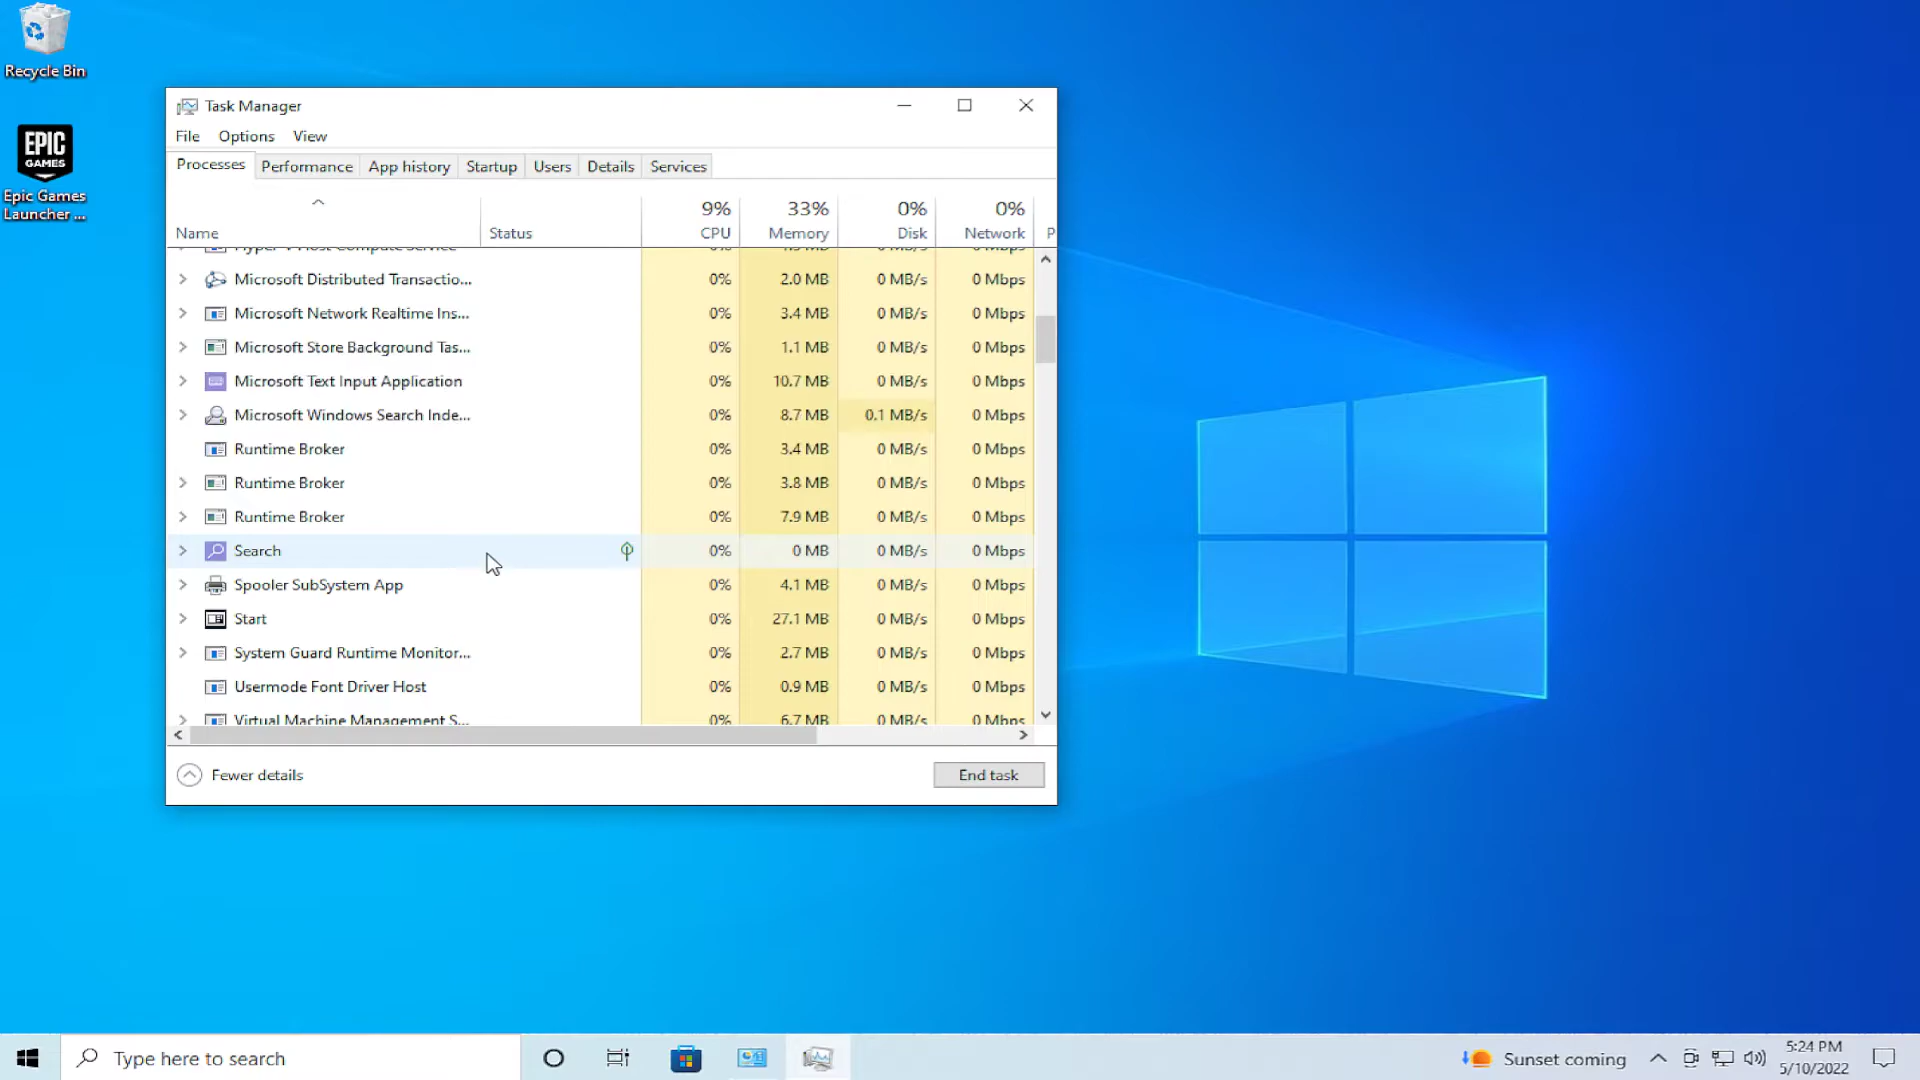 Recycle Bin
EPIC
GAMES
Epic Games
Launcher ...
Task Manager
File Options View
Processes Performance App history Startup Users Details Services
9% 33% 0% 0%
Name Status CPU Memory Disk Network P
Hyper-V Host Compute Service
Microsoft Distributed Transactio... 0% 2.0 MB 0 MB/s 0 Mbps
Microsoft Network Realtime Ins... 0% 3.4 MB 0 MB/s 0 Mbps
Microsoft Store Background Tas... 0% 1.1 MB 0 MB/s 0 Mbps
Microsoft Text Input Application 0% 10.7 MB 0 MB/s 0 Mbps
Microsoft Windows Search Inde... 0% 8.7 MB 0.1 MB/s 0 Mbps
Runtime Broker 0% 3.4 MB 0 MB/s 0 Mbps
Runtime Broker 0% 3.8 MB 0 MB/s 0 Mbps
Runtime Broker 0% 7.9 MB 0 MB/s 0 Mbps
Search 0% 0 MB 0 MB/s 0 Mbps
Spooler SubSystem App 0% 4.1 MB 0 MB/s 0 Mbps
Start 0% 27.1 MB 0 MB/s 0 Mbps
System Guard Runtime Monitor... 0% 2.7 MB 0 MB/s 0 Mbps
Usermode Font Driver Host 0% 0.9 MB 0 MB/s 0 Mbps
Virtual Machine Management S... 0% 6.7 MB 0 MB/s 0 Mbps
Fewer details End task
Type here to search
Sunset coming
5:24 PM
5/10/2022